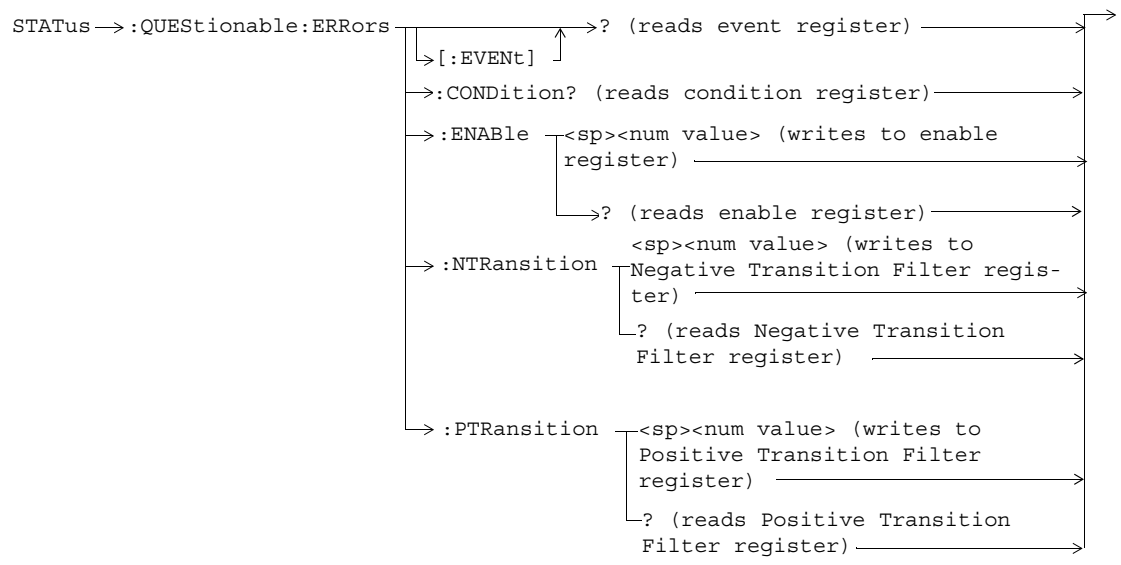 STATus :QUEStionable:ERRors ? (reads event register)
[:EVENt]
:CONDition? (reads condition register)
:ENABle <sp><num value> (writes to enable
register)
? (reads enable register)
<sp><num value> (writes to
:NTRansition Negative Transition Filter regis-
ter)
? (reads Negative Transition
Filter register)
:PTRansition <sp><num value> (writes to
Positive Transition Filter
register)
? (reads Positive Transition
Filter register)